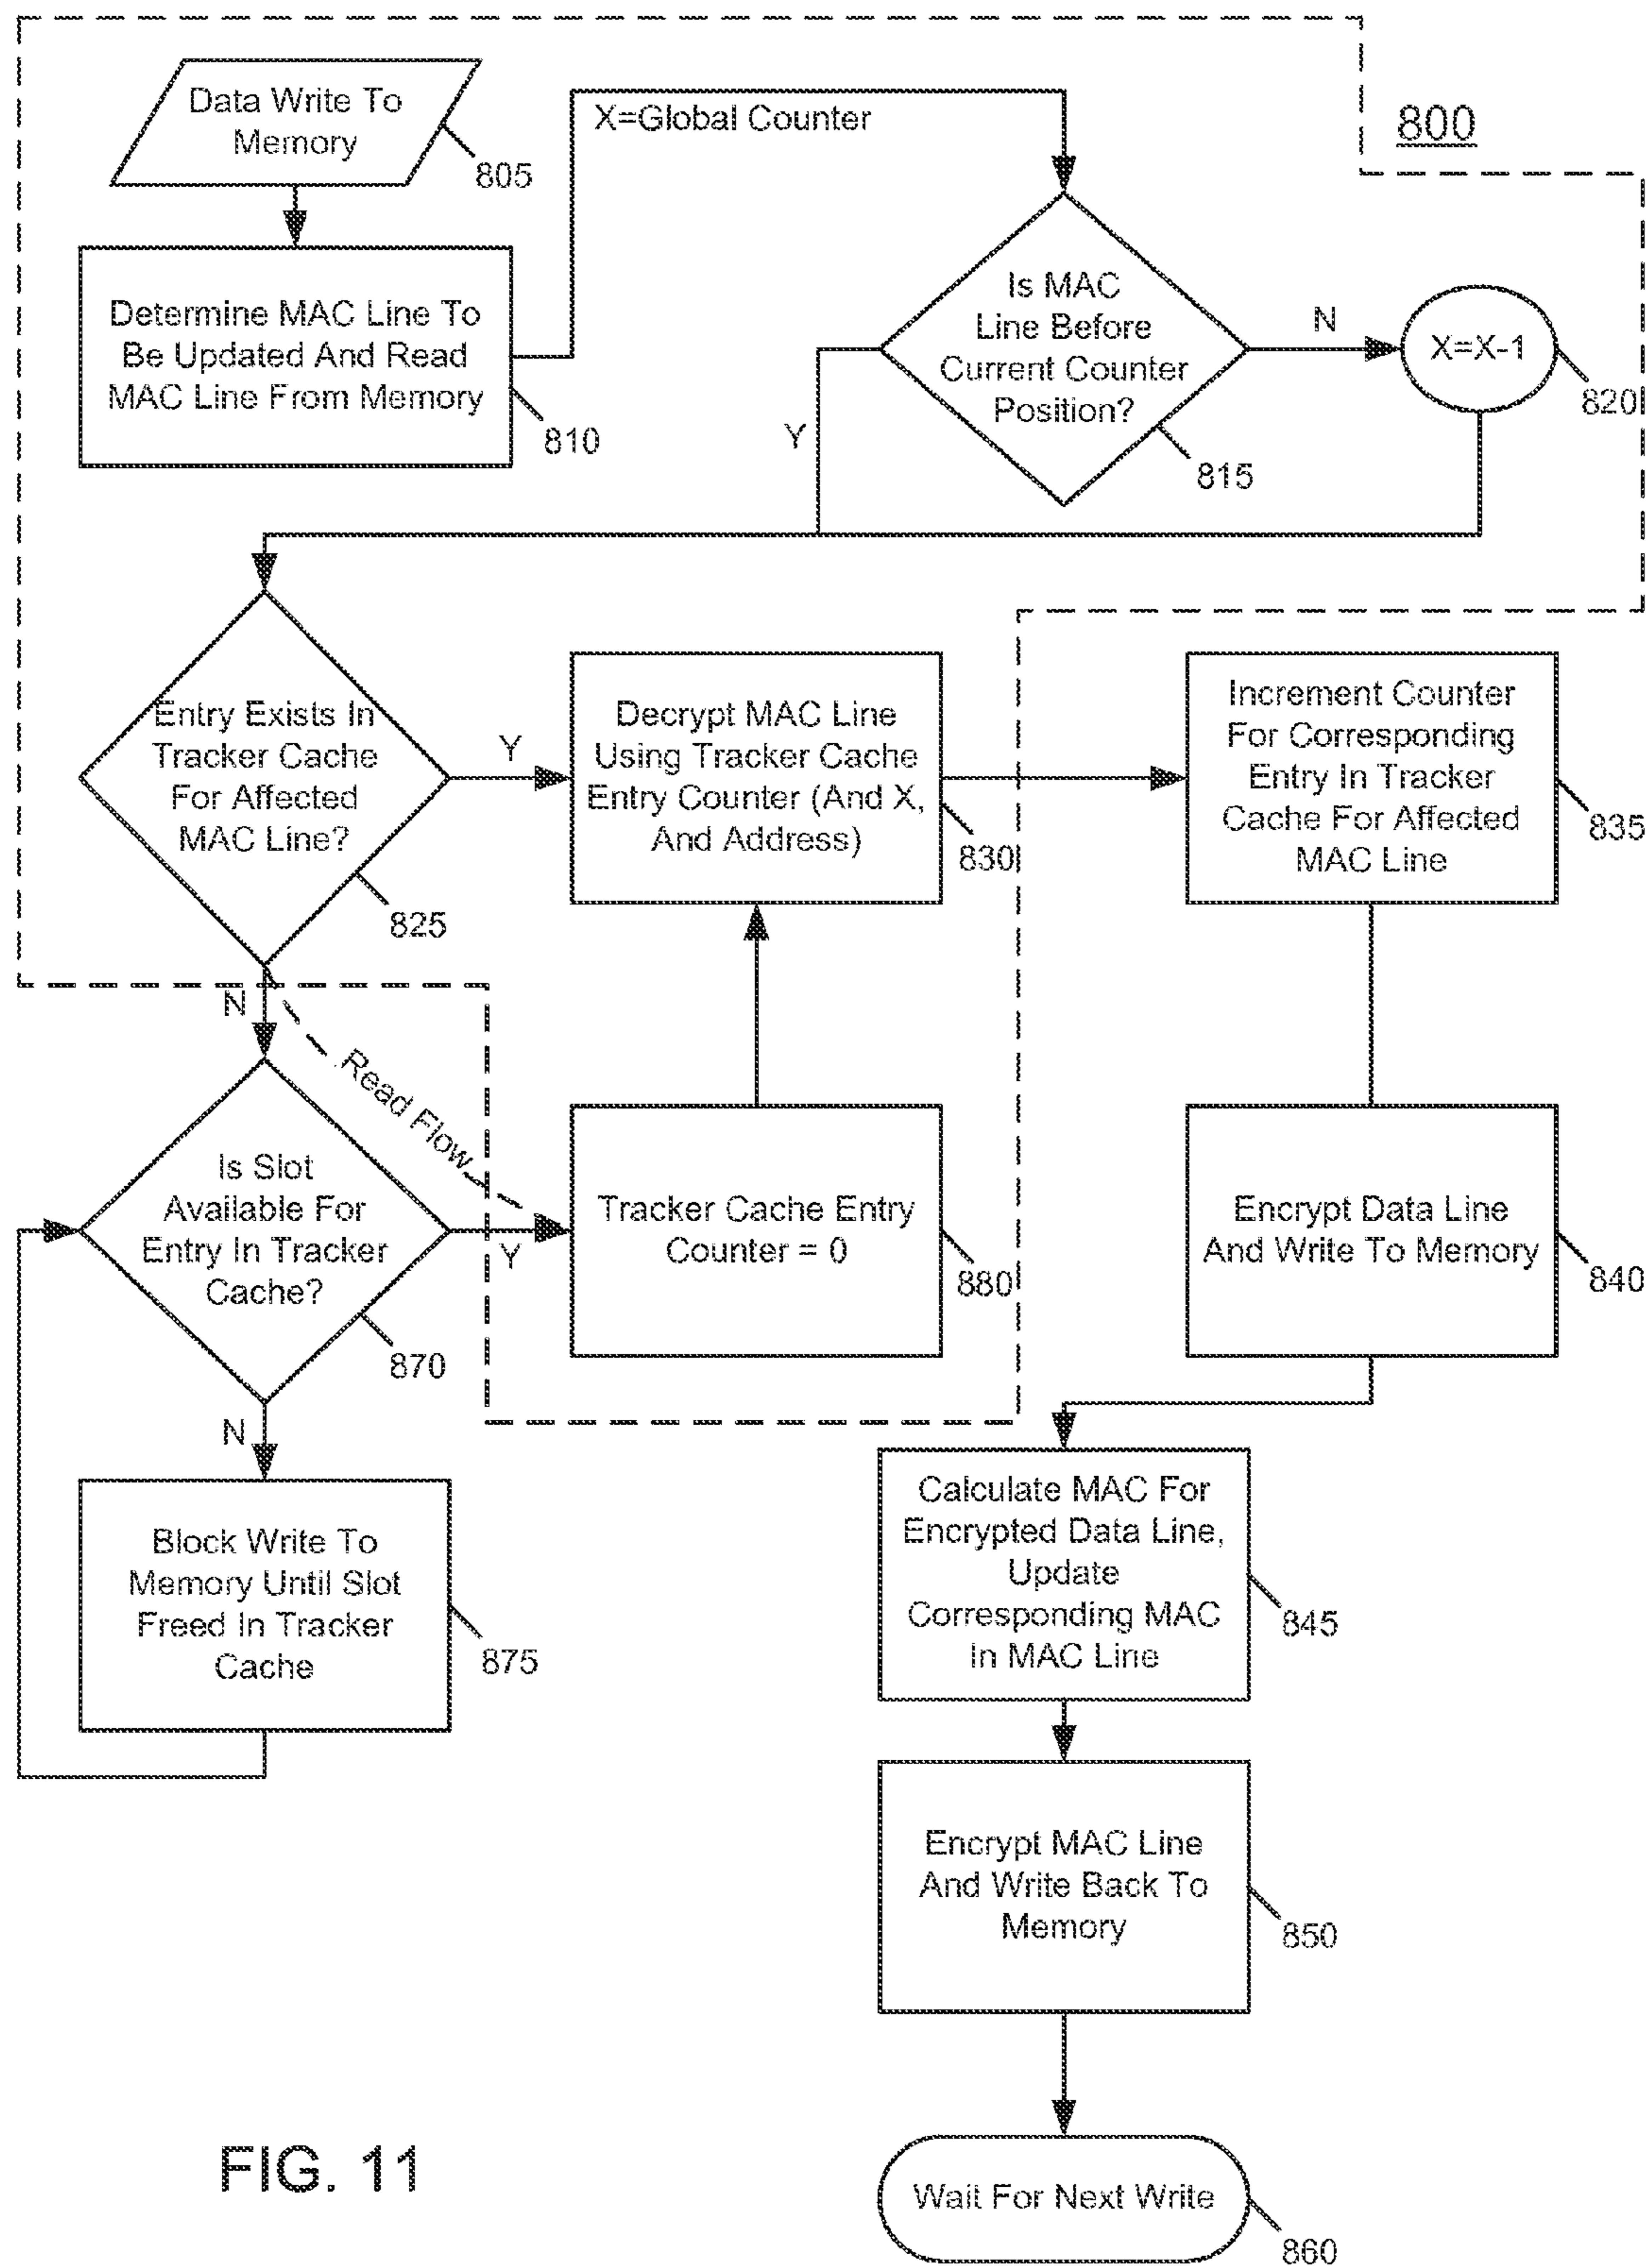 800
Data Write To
Memory
805
X=Global Counter
Determine MAC Line To
Be Updated And Read
MAC Line From Memory
810
Is MAC
Line Before
Current Counter
Position?
815
N
X=X-1
820
Y
Entry Exists In
Tracker Cache
For Affected
MAC Line?
825
Y
Decrypt MAC Line
Using Tracker Cache
Entry Counter (And X,
And Address)
830
Increment Counter
For Corresponding
Entry In Tracker
Cache For Affected
MAC Line
835
N
Read Flow
Is Slot
Available For
Entry In Tracker
Cache?
870
Y
Tracker Cache Entry
Counter = 0
880
Encrypt Data Line
And Write To Memory
840
N
Block Write To
Memory Until Slot
Freed In Tracker
Cache
875
Calculate MAC For
Encrypted Data Line,
Update
Corresponding MAC
In MAC Line
845
Encrypt MAC Line
And Write Back To
Memory
850
Wait For Next Write
860
FIG. 11